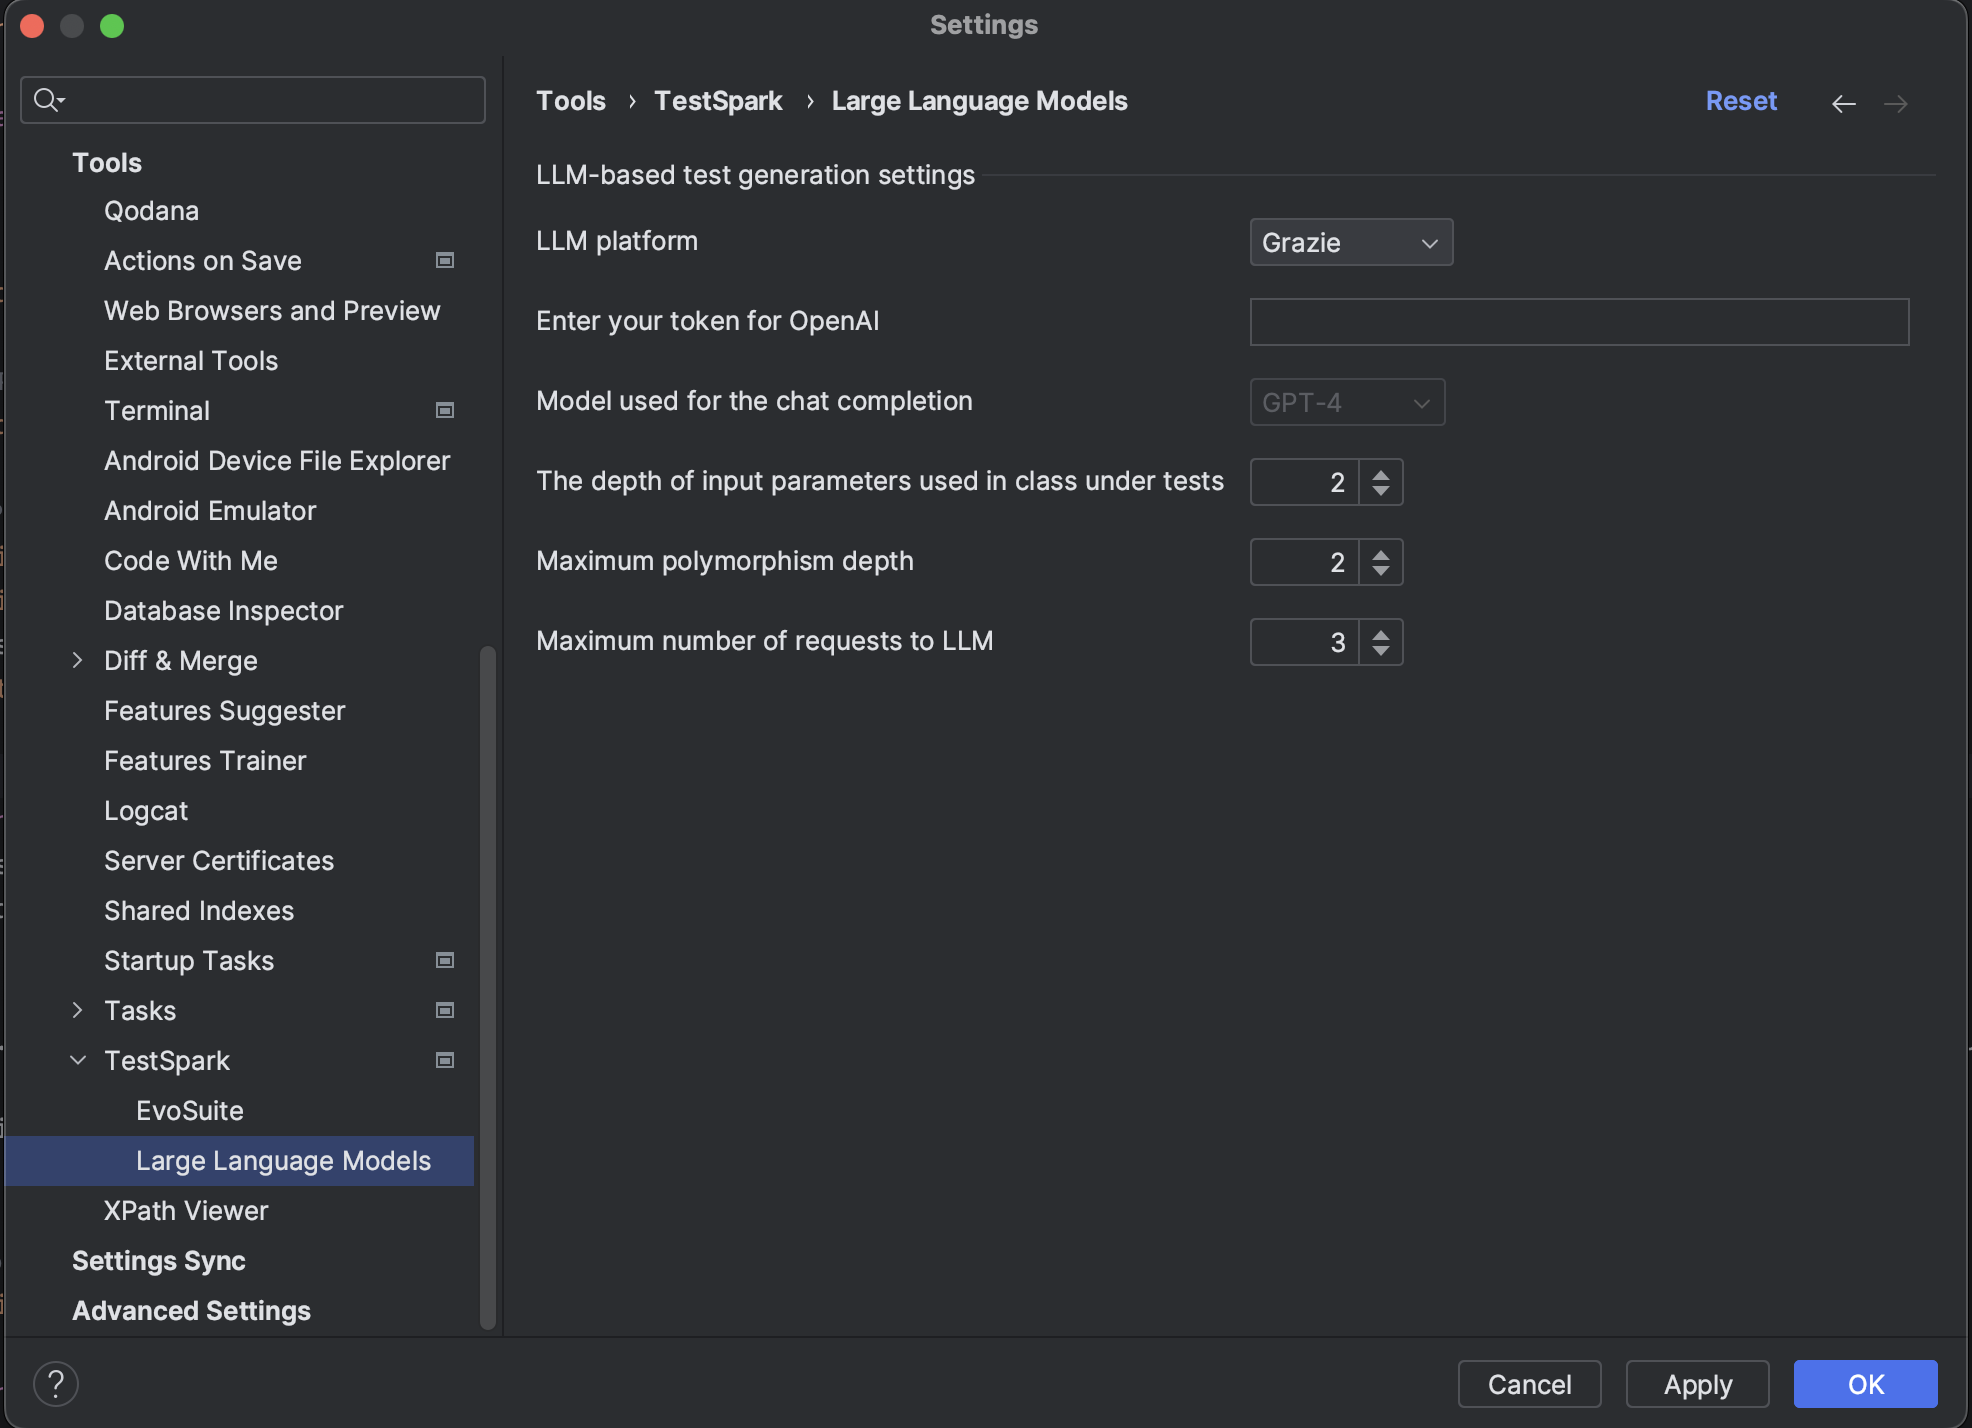 Settings
Tools
Qodana
Actions on Save
Web Browsers and Preview
External Tools
Terminal
Android Device File Explorer
Android Emulator
Code With Me
Database Inspector
Diff & Merge
Features Suggester
Features Trainer
Logcat
Server Certificates
Shared Indexes
Startup Tasks
Tasks
TestSpark
EvoSuite
Large Language Models
XPath Viewer
Settings Sync
Advanced Settings
Tools › TestSpark › Large Language Models
Reset
LLM-based test generation settings
LLM platform Grazie
Enter your token for OpenAI
Model used for the chat completion GPT-4
The depth of input parameters used in class under tests 2
Maximum polymorphism depth 2
Maximum number of requests to LLM 3
? Cancel Apply OK